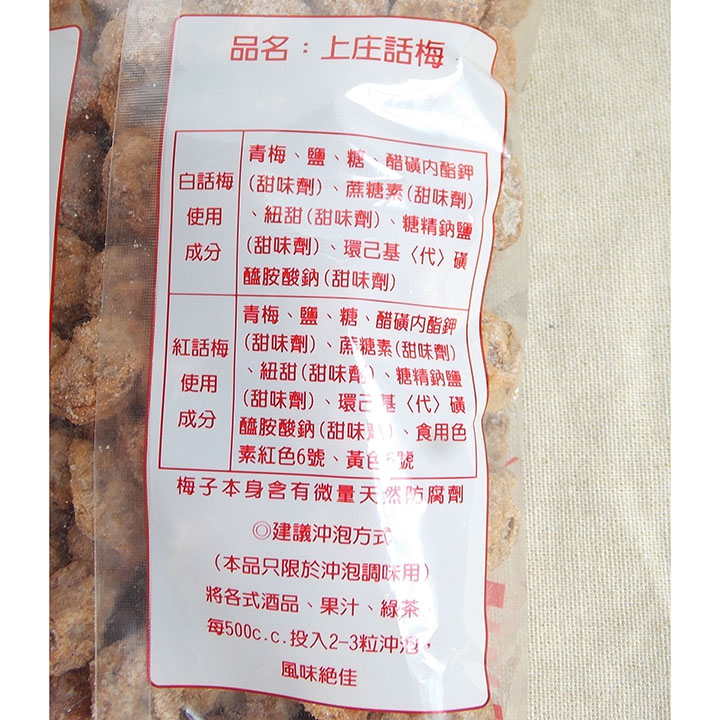 品名：上庄話梅
白話梅
使用
成分
青梅、鹽、糖、醋磺內酯鉀
(甜味劑)、蔗糖素(甜味劑)
、紐甜(甜味劑)、糖精鈉鹽
(甜味劑)、環己基〈代〉磺
醯胺酸鈉(甜味劑)
紅話梅
使用
成分
青梅、鹽、糖、醋磺內酯鉀
(甜味劑)、蔗糖素(甜味劑)
、紐甜(甜味劑)、糖精鈉鹽
(甜味劑)、環己基〈代〉磺
醯胺酸鈉(甜味劑)、食用色
素紅色6號、黃色 號
梅子本身含有微量天然防腐劑
◎建議沖泡方式
(本品只限於沖泡調味用)
將各式酒品、果汁、綠茶，
每500c.c.投入2-3粒沖泡，
風味絕佳